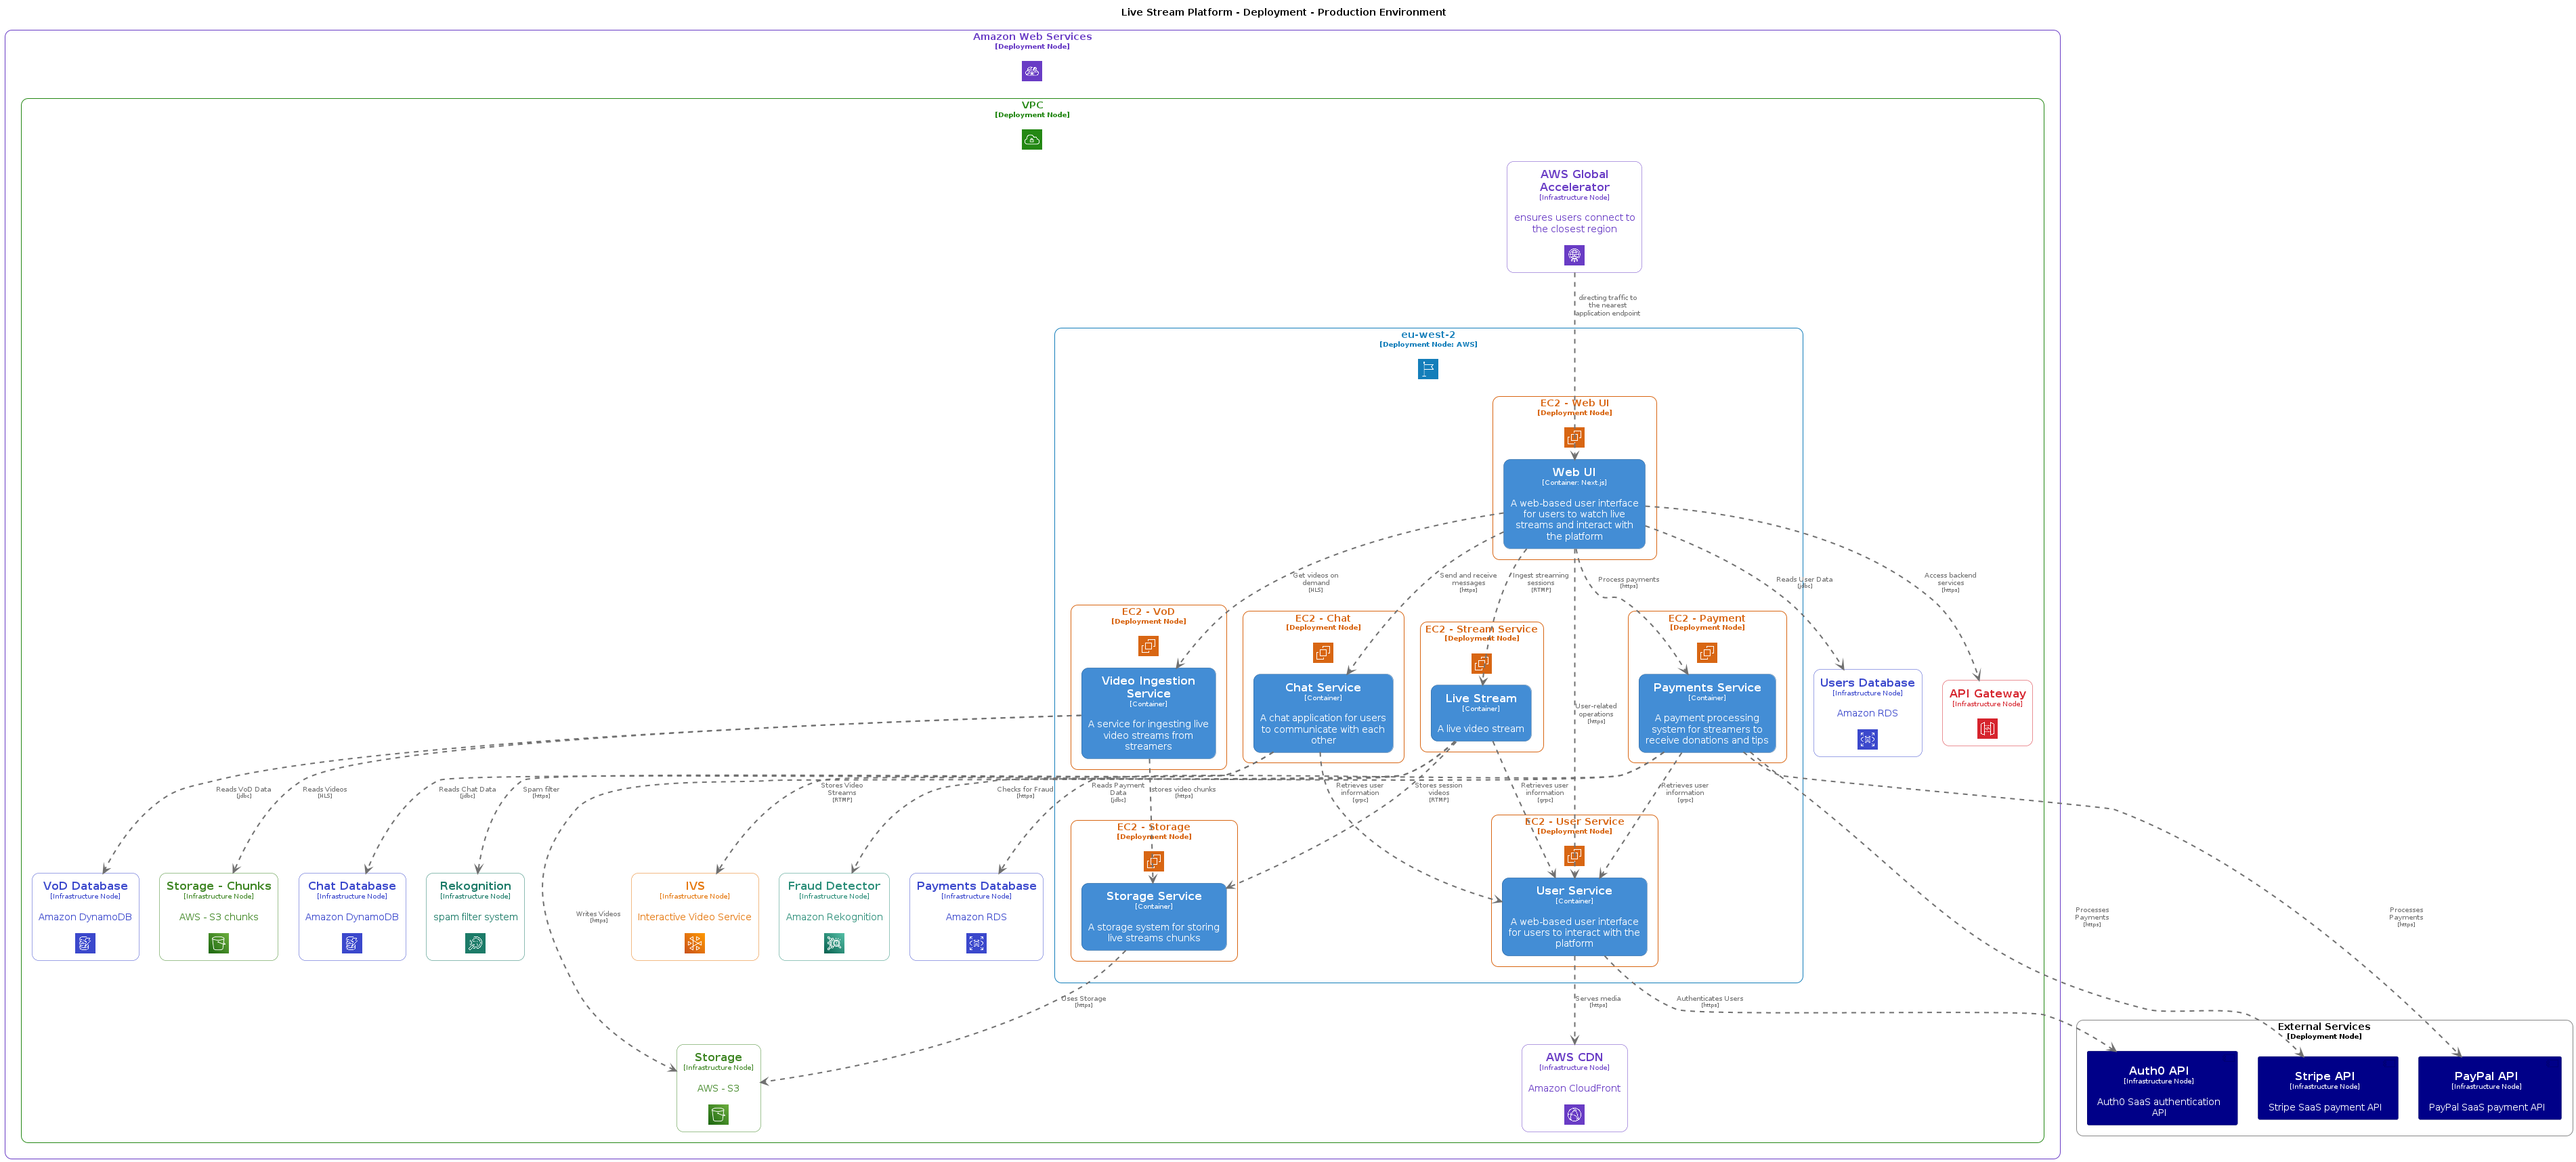 Live Stream Platform - Deployment - Production Environment
Amazon Web Services
[Deployment Node]
VPC
[Deployment Node]
AWS Global
Accelerator
[Infrastructure Node]
ensures users connect to
the closest region
directing traffic to
the nearest
application endpoint
eu-west-2
[Deployment Node: AWS]
EC2 - Web UI
[Deployment Node]
Web UI
[Container: Next.js]
A web-based user interface
for users to watch live
streams and interact with
the platform
Get videos on
demand
[HLS]
Send and receive
messages
[https]
Ingest streaming
sessions
[RTMP]
Process payments
[https]
Reads User Data
[jdbc]
Access backend
services
[https]
EC2 - VoD
[Deployment Node]
Video Ingestion
Service
[Container]
A service for ingesting live
video streams from
streamers
EC2 - Chat
[Deployment Node]
Chat Service
[Container]
A chat application for users
to communicate with each
other
EC2 - Stream Service
[Deployment Node]
Live Stream
[Container]
A live video stream
User-related
operations
[https]
EC2 - Payment
[Deployment Node]
Payments Service
[Container]
A payment processing
system for streamers to
receive donations and tips
Users Database
[Infrastructure Node]
Amazon RDS
API Gateway
[Infrastructure Node]
Reads VoD Data
[jdbc]
Reads Videos
[HLS]
Reads Chat Data
[jdbc]
Spam filter
[https]
Stores Video
Streams
[RTMP]
Checks for Fraud
[https]
Reads Payment
Data
[jdbc]
stores video chunks
[https]
Retrieves user
information
[grpc]
Stores session
videos
[RTMP]
Retrieves user
information
[grpc]
Retrieves user
information
[grpc]
VoD Database
[Infrastructure Node]
Amazon DynamoDB
Storage - Chunks
[Infrastructure Node]
AWS - S3 chunks
Chat Database
[Infrastructure Node]
Amazon DynamoDB
Rekognition
[Infrastructure Node]
spam filter system
Writes Videos
[https]
IVS
[Infrastructure Node]
Interactive Video Service
Fraud Detector
[Infrastructure Node]
Amazon Rekognition
Payments Database
[Infrastructure Node]
Amazon RDS
EC2 - Storage
[Deployment Node]
Storage Service
[Container]
A storage system for storing
live streams chunks
EC2 - User Service
[Deployment Node]
User Service
[Container]
A web-based user interface
for users to interact with the
platform
Processes
Payments
[https]
Processes
Payments
[https]
Uses Storage
[https]
Serves media
[https]
Authenticates Users
[https]
Storage
[Infrastructure Node]
AWS - S3
AWS CDN
[Infrastructure Node]
Amazon CloudFront
External Services
[Deployment Node]
Auth0 API
[Infrastructure Node]
Auth0 SaaS authentication
API
Stripe API
[Infrastructure Node]
Stripe SaaS payment API
PayPal API
[Infrastructure Node]
PayPal SaaS payment API